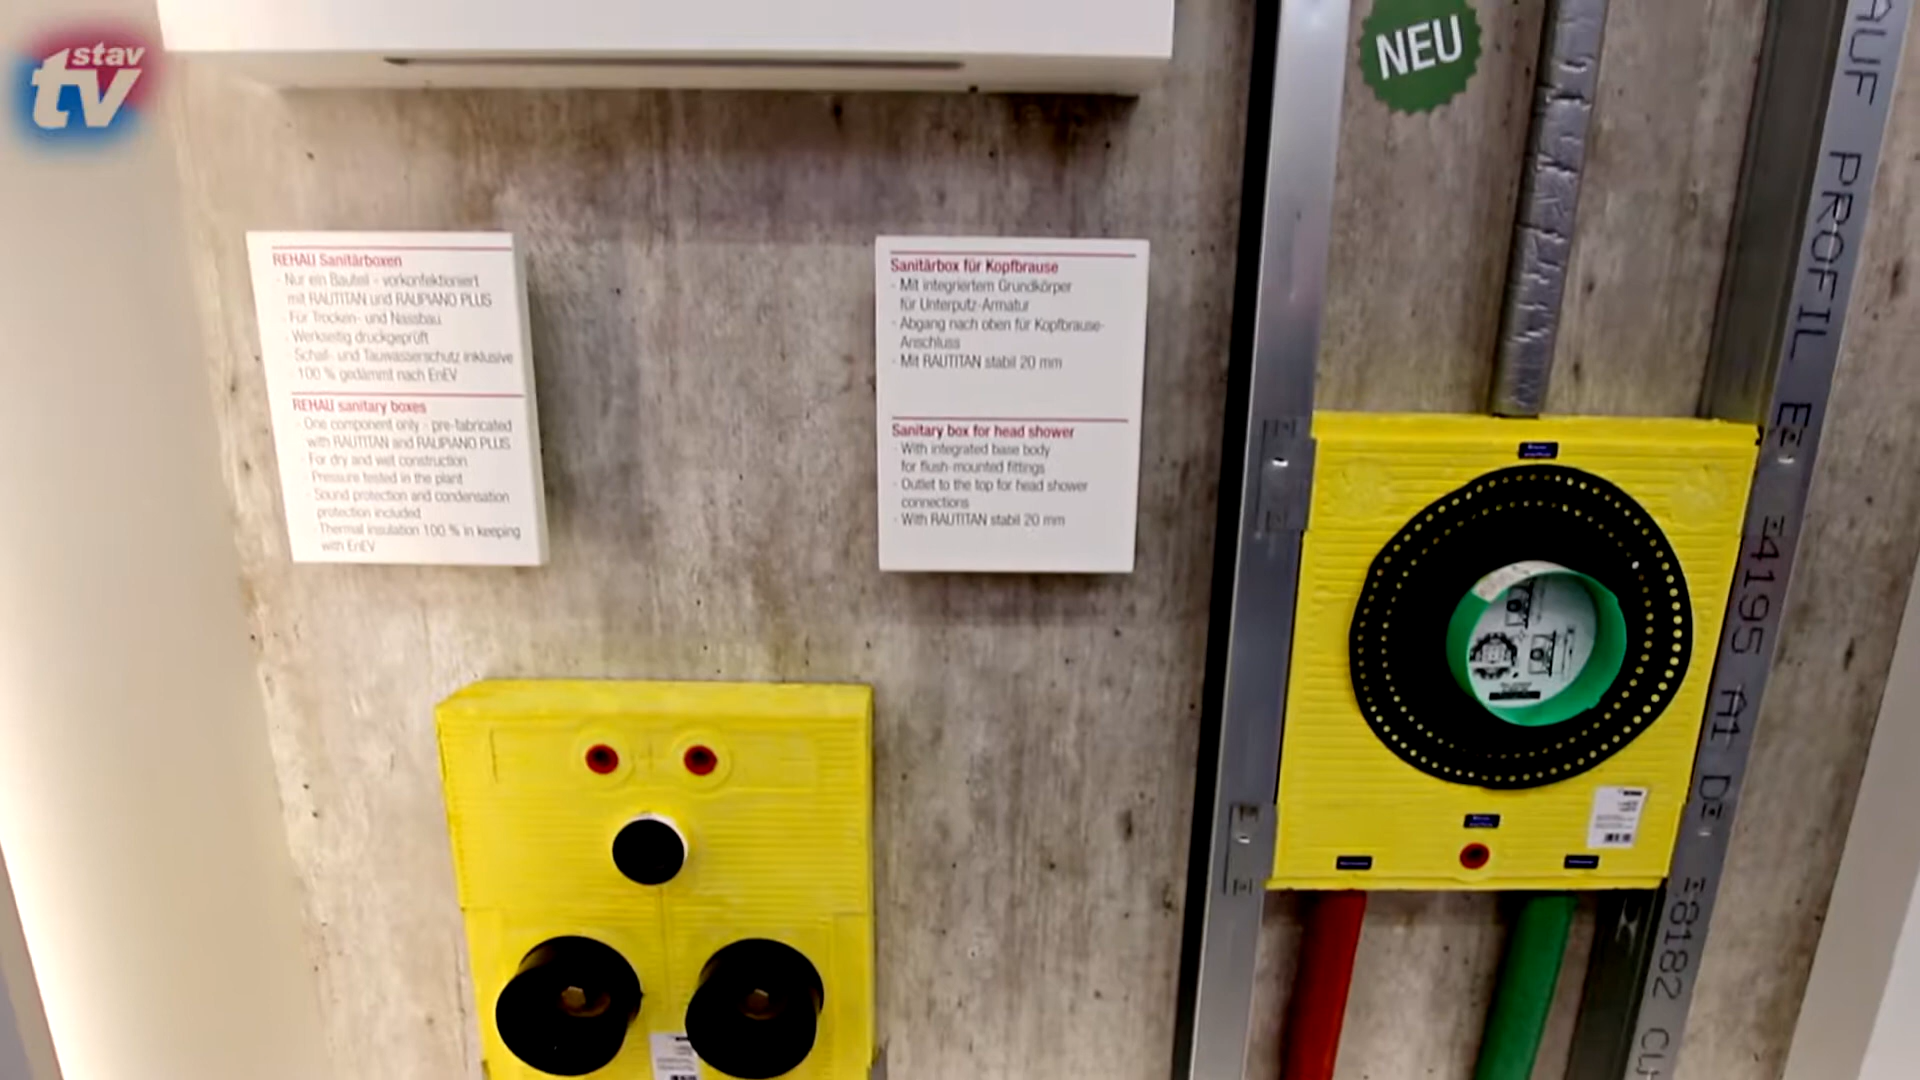 stav
tv
NEU
REHAU Sanitärboxen
- Nur ein Bauteil - vorkonfektioniert
mit RAUTITAN und RAUPIANO PLUS
- Für Trocken- und Nassbau
- Werkseitig druckgeprüft
- Schall- und Tauwasserschutz inklusive
- 100 % gedämmt nach EnEV
REHAU sanitary boxes
- One component only - pre-fabricated
with RAUTITAN and RAUPIANO PLUS
- For dry and wet construction
- Pressure tested in the plant
- Sound protection and condensation
protection included
- Thermal insulation 100 % in keeping
with EnEV
Sanitärbox für Kopfbrause
- Mit integriertem Grundkörper
für Unterputz-Armatur
- Abgang nach oben für Kopfbrause-
Anschluss
- Mit RAUTITAN stabil 20 mm
Sanitary box for head shower
- With integrated base body
for flush-mounted fittings
- Outlet to the top for head shower
connections
- With RAUTITAN stabil 20 mm
AUF PROFIL
4195 A1
8182